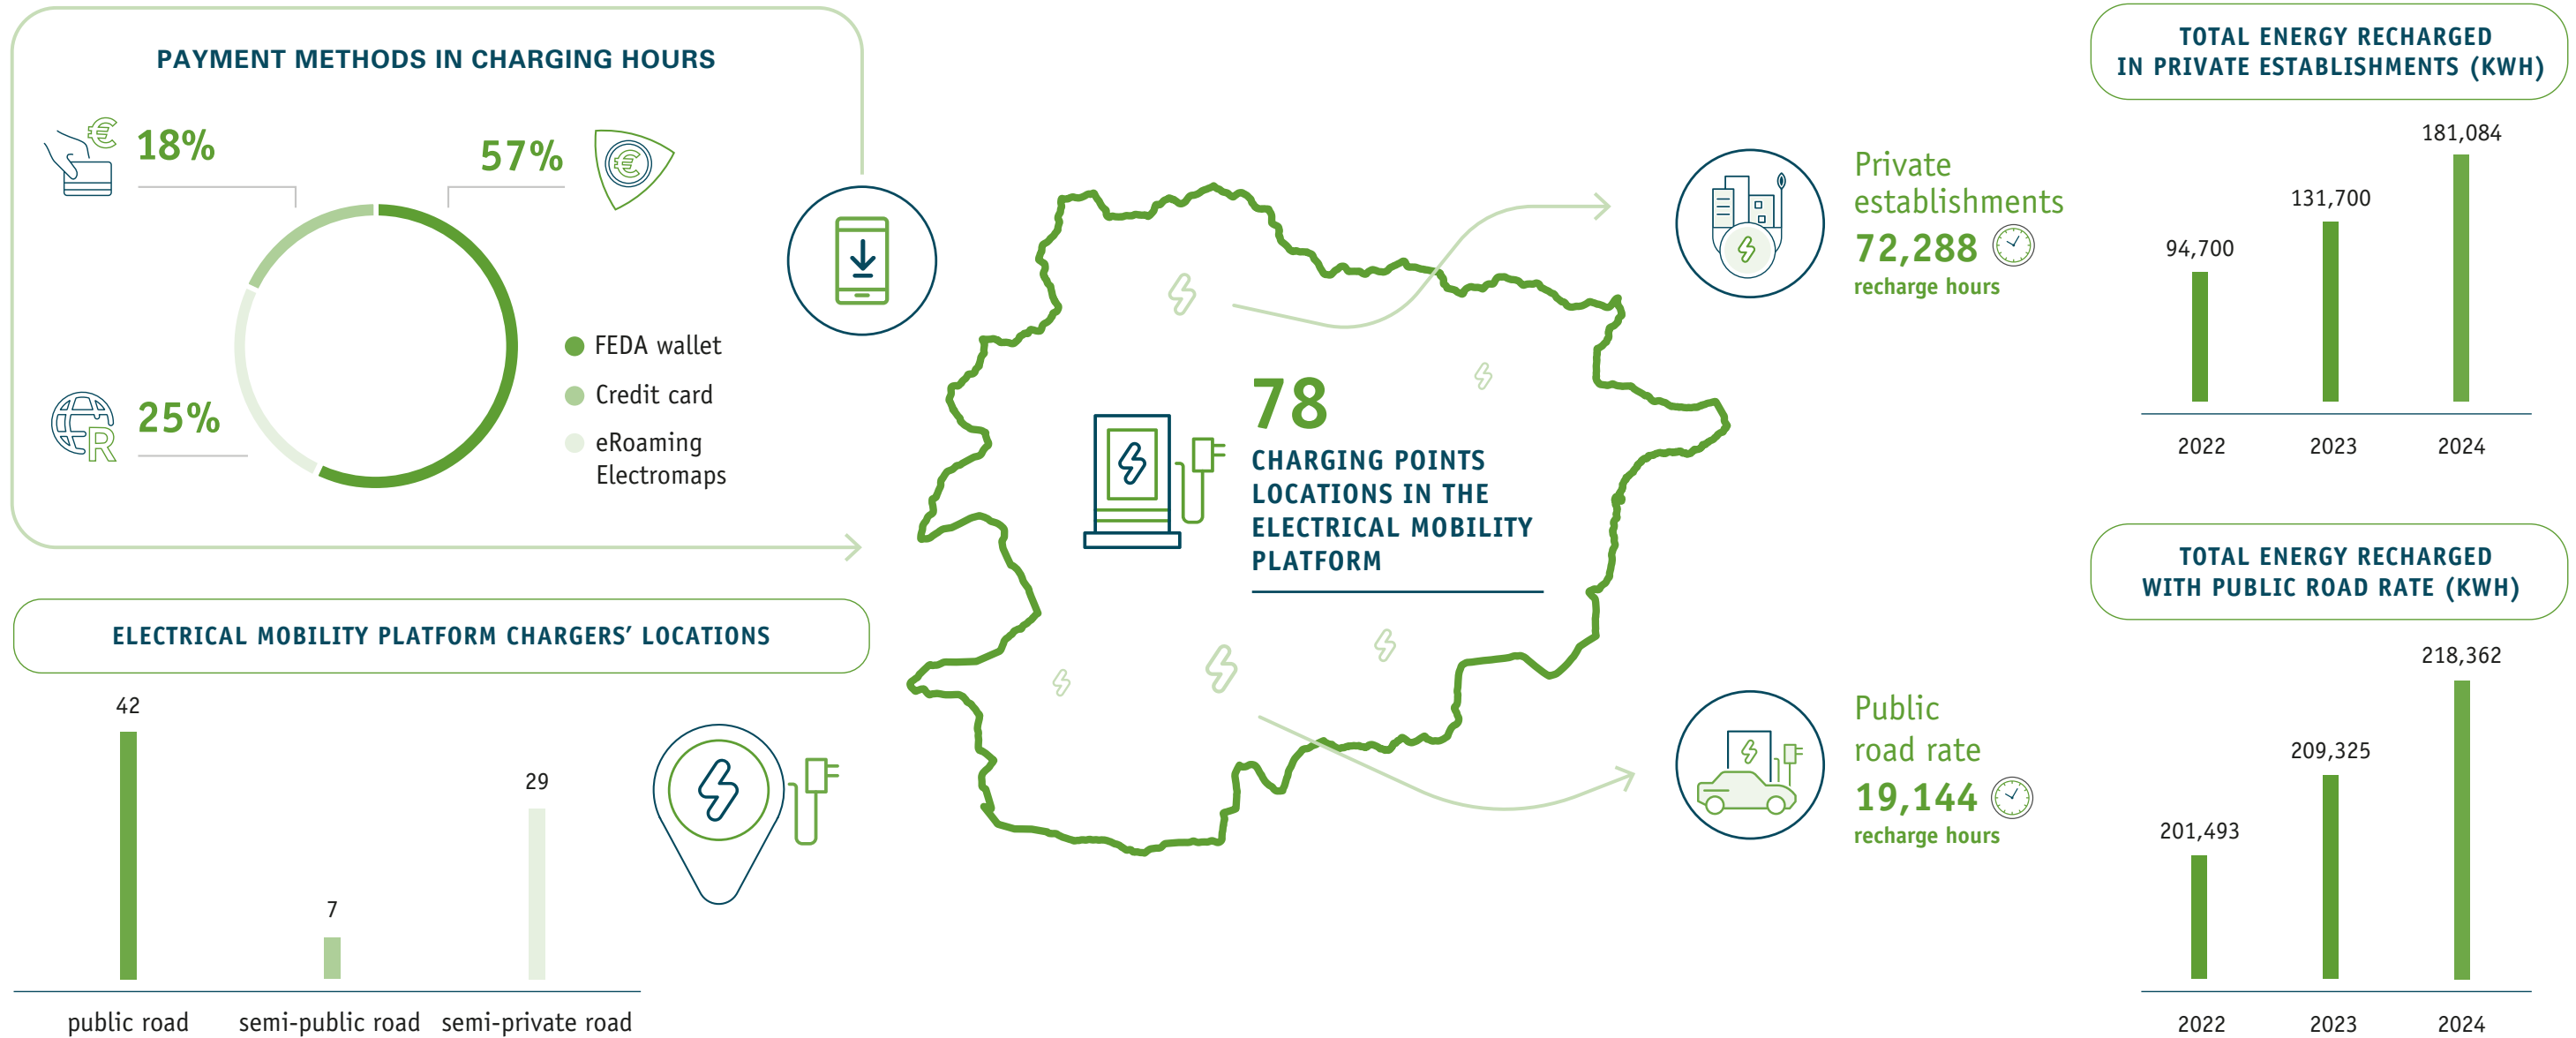 PAYMENT METHODS IN CHARGING HOURS
18%
57%
25%
FEDA wallet
Credit card
eRoaming
Electromaps
R
€
€
ELECTRICAL MOBILITY PLATFORM CHARGERS’ LOCATIONS
42
7
29
public road
semi-public road
semi-private road
78
CHARGING POINTS
LOCATIONS IN THE
ELECTRICAL MOBILITY
PLATFORM
Private
establishments
72,288
recharge hours
Public
road rate
19,144
recharge hours
TOTAL ENERGY RECHARGED
IN PRIVATE ESTABLISHMENTS (KWH)
94,700
131,700
181,084
2022
2023
2024
TOTAL ENERGY RECHARGED
WITH PUBLIC ROAD RATE (KWH)
201,493
209,325
218,362
2022
2023
2024